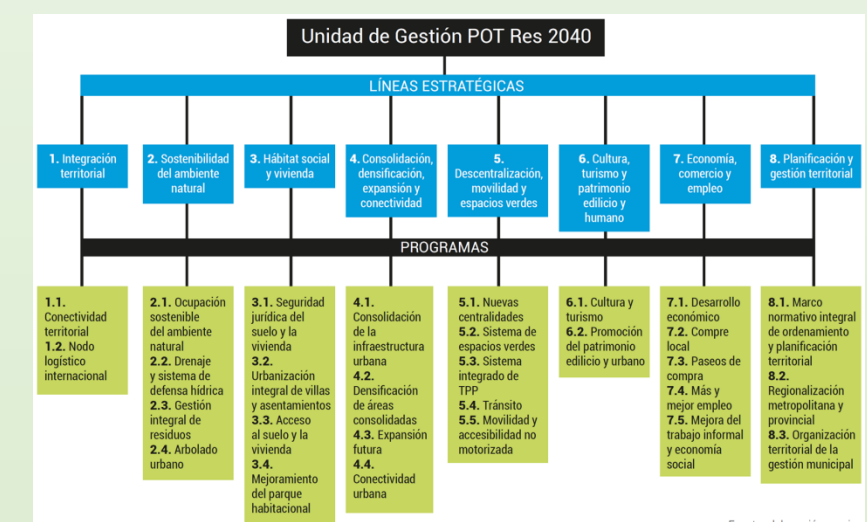 Unidad de Gestión POT Res 2040
LÍNEAS ESTRATÉGICAS
1. Integración
territorial
2. Sostenibilidad
del ambiente
natural
3. Hábitat social
y vivienda
4. Consolidación,
densificación,
expansión y
conectividad
5.
Descentralización,
movilidad y
espacios verdes
6. Cultura,
turismo y
patrimonio
edilicio y
humano
7. Economía,
comercio y
empleo
8. Planificación y
gestión territorial
PROGRAMAS
1.1.
Conectividad
territorial
1.2. Nodo
logístico
internacional
2.1. Ocupación
sostenible
del ambiente
natural
2.2. Drenaje
y sistema de
defensa hídrica
2.3. Gestión
integral de
residuos
2.4. Arbolado
urbano
3.1. Seguridad
jurídica del
suelo y la
vivienda
3.2.
Urbanización
integral de villas
y asentamientos
3.3. Acceso
al suelo y la
vivienda
3.4.
Mejoramiento
del parque
habitacional
4.1.
Consolidación
de la
infraestructura
urbana
4.2.
Densificación
de áreas
consolidadas
4.3. Expansión
futura
4.4.
Conectividad
urbana
5.1. Nuevas
centralidades
5.2. Sistema de
espacios verdes
5.3. Sistema
integrado de
TPP
5.4. Tránsito
5.5. Movilidad y
accesibilidad no
motorizada
6.1. Cultura y
turismo
6.2. Promoción
del patrimonio
edilicio y urbano
7.1. Desarrollo
económico
7.2. Compre
local
7.3. Paseos de
compra
7.4. Más y
mejor empleo
7.5. Mejora del
trabajo informal
y economía
social
8.1. Marco
normativo integral
de ordenamiento
y planificación
territorial
8.2.
Regionalización
metropolitana y
provincial
8.3. Organización
territorial de la
gestión municipal